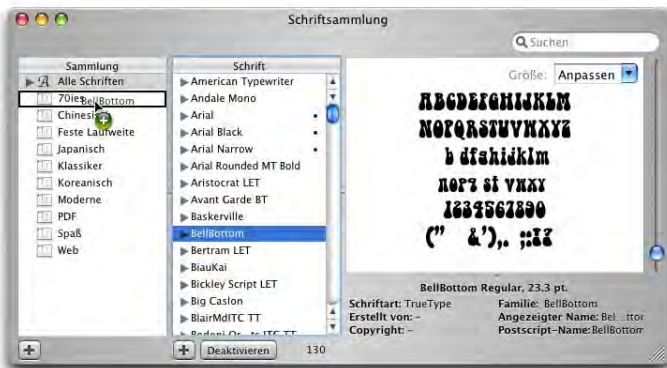 Schriftsammlung
Suchen
Sammlung
Alle Schriften
70ies
BellBottom
Chinesis
Feste Laufweite
Japanisch
Klassiker
Koreanisch
Moderne
PDF
Spaß
Web
Schrift
American Typewriter
Andale Mono
Arial
Arial Black
Arial Narrow
Arial Rounded MT Bold
Aristocrat LET
Avant Garde BT
Baskerville
BellBottom
Bertram LET
BiauKai
Bickley Script LET
Big Caslon
BlairMdITC TT
Deaktivieren 130
Größe: Anpassen
ABCDEFGHIJKLM
NOPQRSTUVWXYZ
b dfghijklm
nopq st vwxy
1234567890
Bellbottom Regular, 23.3 pt.
Schriftart: TrueType
Erstellt von: –
Copyright: –
Familie: BellBottom
Angezeigter Name: Bel...ttor
Postscript-Name: BellBottom